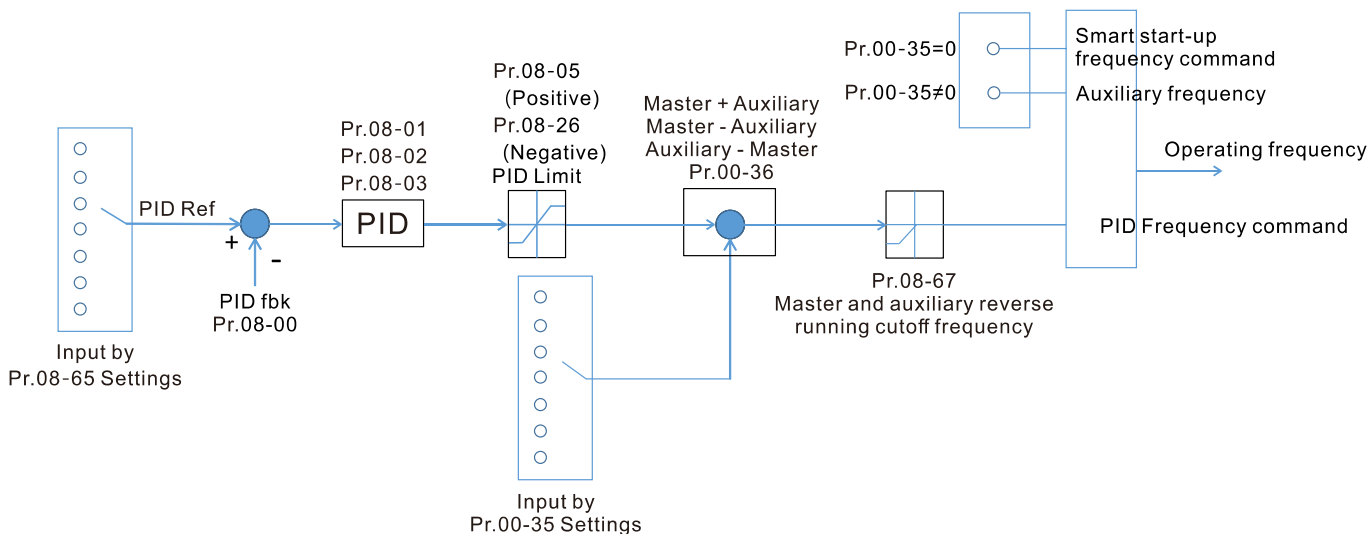 Pr.00-35=0
Smart start-up
frequency command
Pr.00-35≠0
Auxiliary frequency
Operating frequency
Pr.08-05
(Positive)
Pr.08-26
(Negative)
PID Limit
Master + Auxiliary
Master - Auxiliary
Auxiliary - Master
Pr.00-36
Pr.08-01
Pr.08-02
Pr.08-03
PID Ref
+
-
PID
PID fbk
Pr.08-00
PID Frequency command
Pr.08-67
Master and auxiliary reverse
running cutoff frequency
Input by
Pr.08-65 Settings
Input by
Pr.00-35 Settings